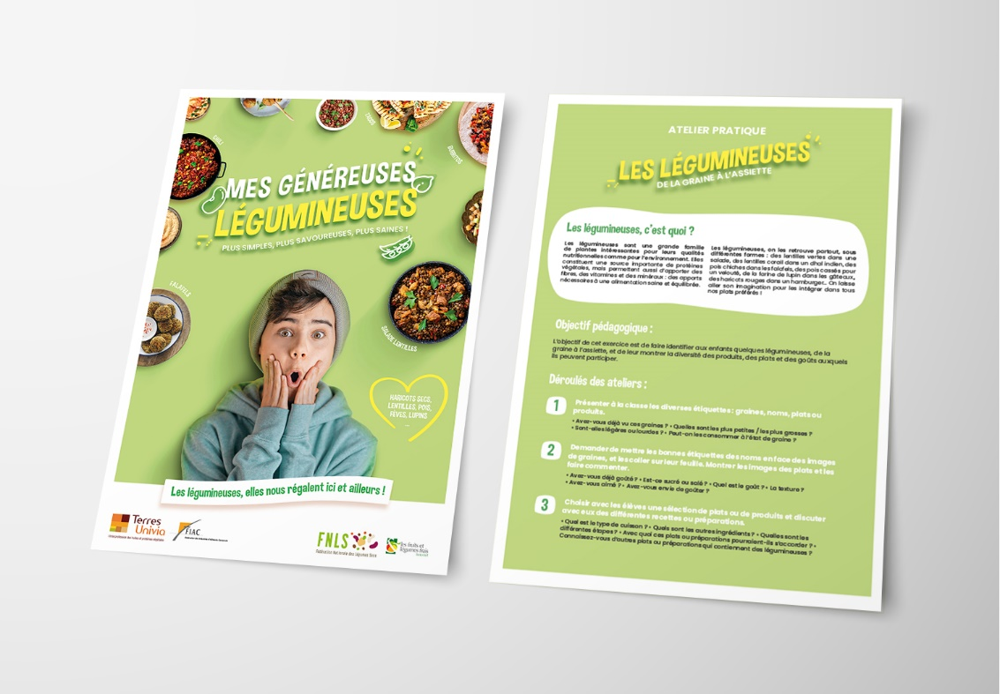 CHILI
TACOS
BURRITOS
MES GÉNÉREUSES
LÉGUMINEUSES
PLUS SIMPLES, PLUS SAVOUREUSES, PLUS SAINES !
FALAFELS
SALADE LENTILLES
HARICOTS SECS,
LENTILLES, POIS,
FÈVES, LUPINS
...
Les légumineuses, elles nous régalent ici et ailleurs !
Terres
Univia
FIAC
FNLS
Fédération Nationale des Légumes Secs
les fruits et
légumes frais
ATELIER PRATIQUE
LES LÉGUMINEUSES
DE LA GRAINE À L'ASSIETTE
Les légumineuses, c'est quoi ?
Les légumineuses sont une grande famille
de plantes intéressantes pour leurs qualités
nutritionnelles comme pour l'environnement. Elles
constituent une source importante de protéines
végétales, mais permettent aussi d'apporter des
fibres, des vitamines et des minéraux : des apports
nécessaires à une alimentation saine et équilibrée.
Les légumineuses, on les retrouve partout, sous
différentes formes : des lentilles vertes dans une
salade, des lentilles corail dans un dhal indien, des
pois chiches dans les falafels, des pois cassés pour
un velouté, de la farine de lupin dans les gâteaux,
des haricots rouges dans un hamburger... On laisse
aller son imagination pour les intégrer dans tous
nos plats préférés !
Objectif pédagogique :
L'objectif de cet exercice est de faire identifier aux enfants quelques légumineuses, de la
graine à l'assiette, et de leur montrer la diversité des produits, des plats et des goûts auxquels
ils peuvent participer.
Déroulés des ateliers :
1 Présenter à la classe les diverses étiquettes : graines, noms, plats ou
produits.
• Avez-vous déjà vu ces graines ? • Quelles sont les plus petites / les plus grosses ?
• Sont-elles légères ou lourdes ? • Peut-on les consommer à l'état de graine ?
2 Demander de mettre les bonnes étiquettes des noms en face des images
de graines, et les coller sur leur feuille. Montrer les images des plats et les
faire commenter.
• Avez-vous déjà goûté ? • Est-ce sucré ou salé ? • Quel est le goût ? • La texture ?
• Avez-vous aimé ? • Avez-vous envie de goûter ?
3 Choisir avec les élèves une sélection de plats ou de produits et discuter
avec eux des différentes recettes ou préparations.
• Quel est le type de cuisson ? • Quels sont les autres ingrédients ? • Quelles sont les
différentes étapes ? • Avec quoi ces plats ou préparations pourraient-ils s'accorder ? •
Connaissez-vous d'autres plats ou préparations qui contiennent des légumineuses ?